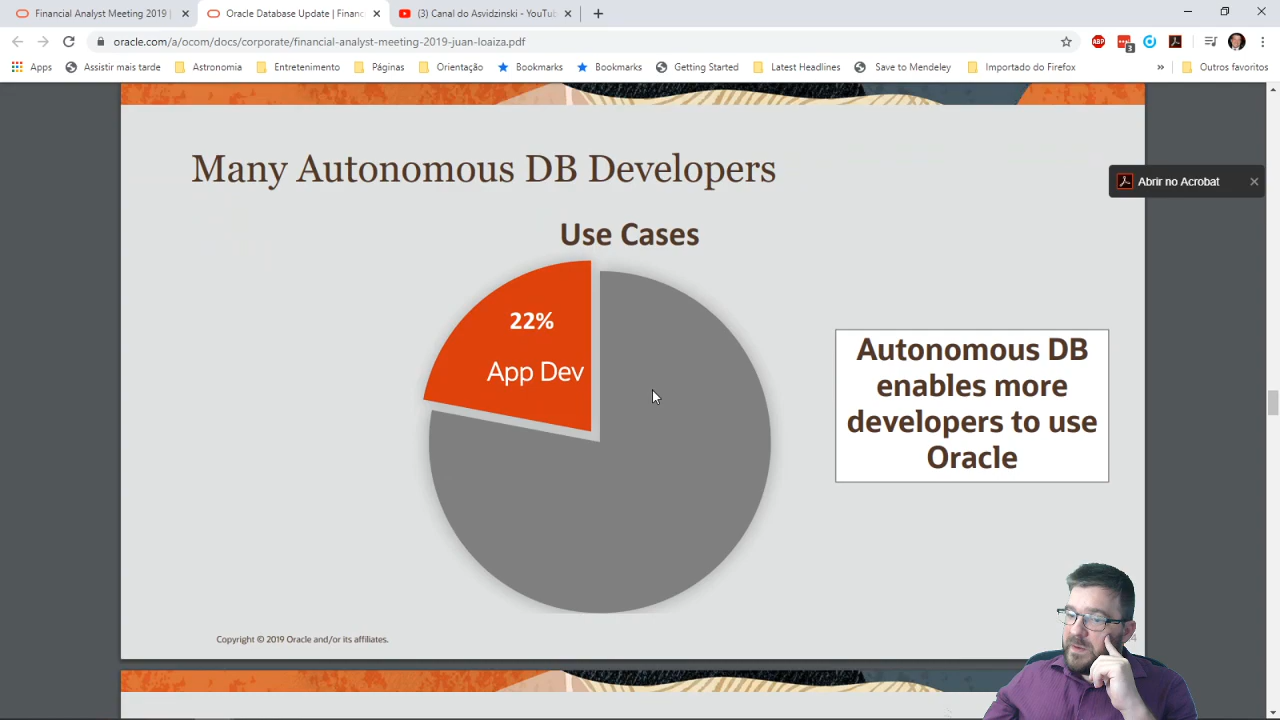 Financial Analyst Meeting 2019 |
Oracle Database Update | Financ
(3) Canal do Asvidzinski - YouTu
oracle.com/a/ocom/docs/corporate/financial-analyst-meeting-2019-juan-loaiza.pdf
ABP
3
Apps
Assistir mais tarde
Astronomia
Entretenimento
Páginas
Orientação
Bookmarks
Bookmarks
Getting Started
Latest Headlines
Save to Mendeley
Importado do Firefox
»
Outros favoritos
Many Autonomous DB Developers
Abrir no Acrobat
Use Cases
22%
App Dev
Autonomous DB
enables more
developers to use
Oracle
Copyright © 2019 Oracle and/or its affiliates.